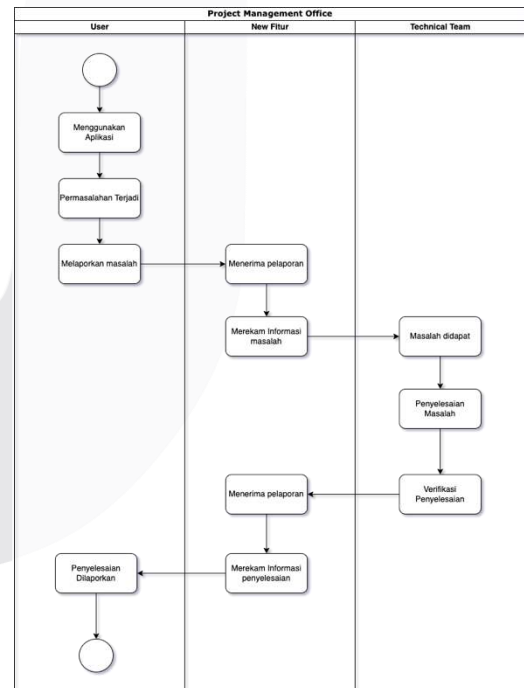 Project Management Office
User
New Fitur
Technical Team
Menggunakan
Aplikasi
Permasalahan Terjadi
Melaporkan masalah
Menerima pelaporan
Merekam Informasi
masalah
Masalah didapat
Penyelesaian
Masalah
Verifikasi
Penyelesaian
Menerima pelaporan
Merekam Informasi
penyelesaian
Penyelesaian
Dilaporkan